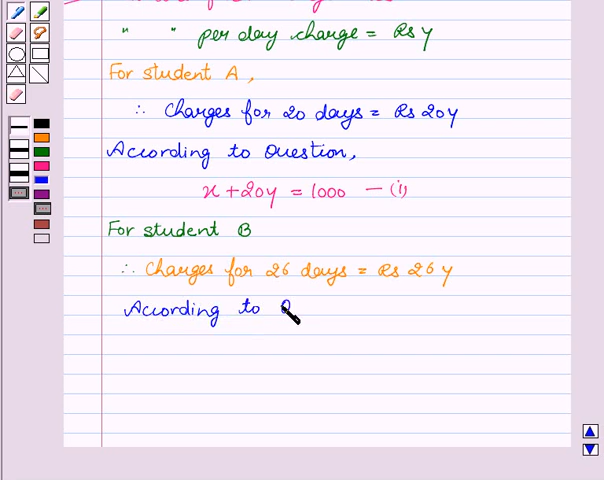 " " per day charge = Rs y
For student A,
∴ Charges for 20 days = Rs 20y
According to Question,
x + 20y = 1000 — (i)
For student B
∴ Charges for 26 days = Rs 26y
According to Q